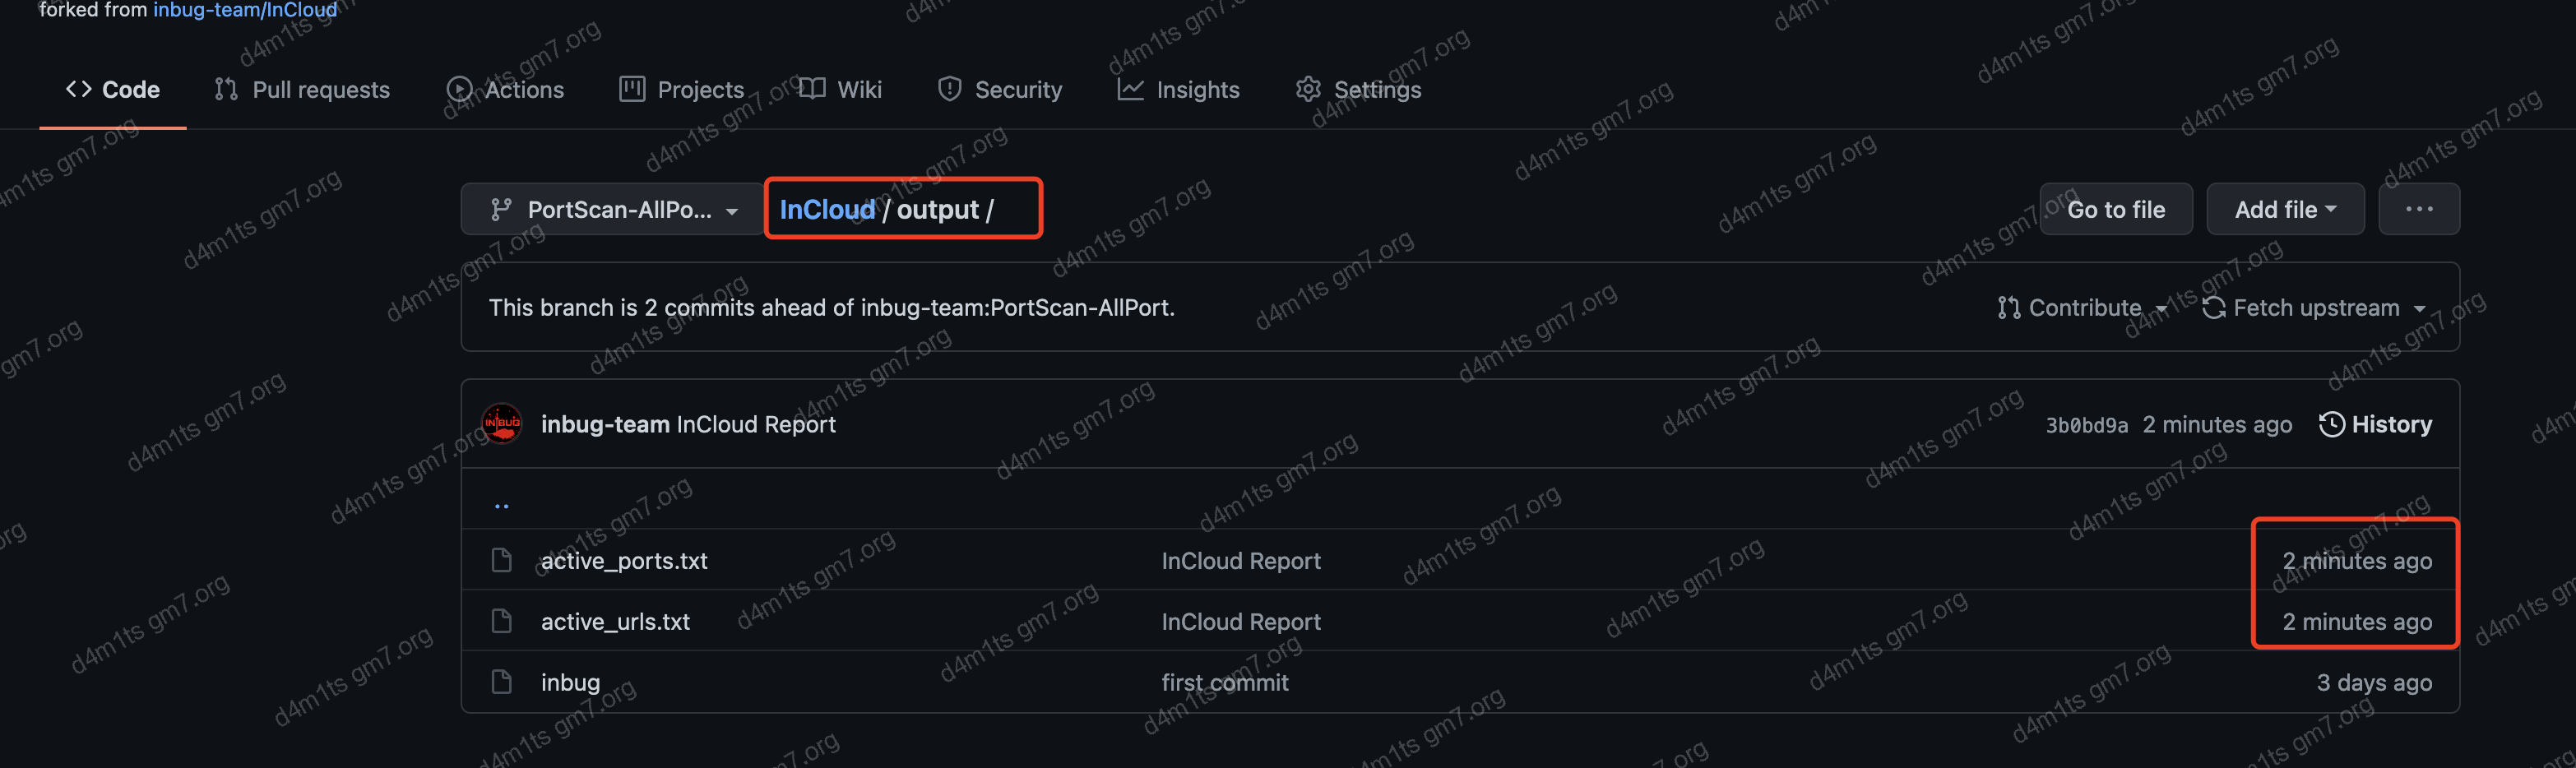 forked from inbug-team/InCloud
Code Pull requests Actions Projects Wiki Security Insights Settings
PortScan-AllPo... InCloud / output / Go to file Add file ...
This branch is 2 commits ahead of inbug-team:PortScan-AllPort. Contribute Fetch upstream
INBUG inbug-team InCloud Report 3b0bd9a 2 minutes ago History
..
active_ports.txt InCloud Report 2 minutes ago
active_urls.txt InCloud Report 2 minutes ago
inbug first commit 3 days ago
d4m1ts gm7.org